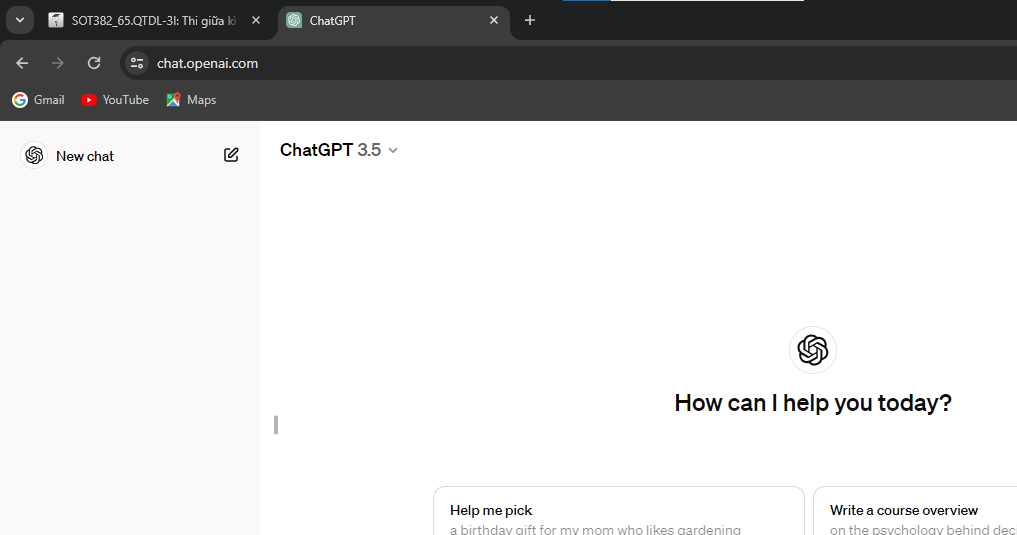 SOT382_65.QTDL-3I: Thi giữa kì
ChatGPT
chat.openai.com
Gmail
YouTube
Maps
New chat
ChatGPT 3.5
How can I help you today?
Help me pick
a birthday gift for my mom who likes gardening
Write a course overview
on the psychology behind